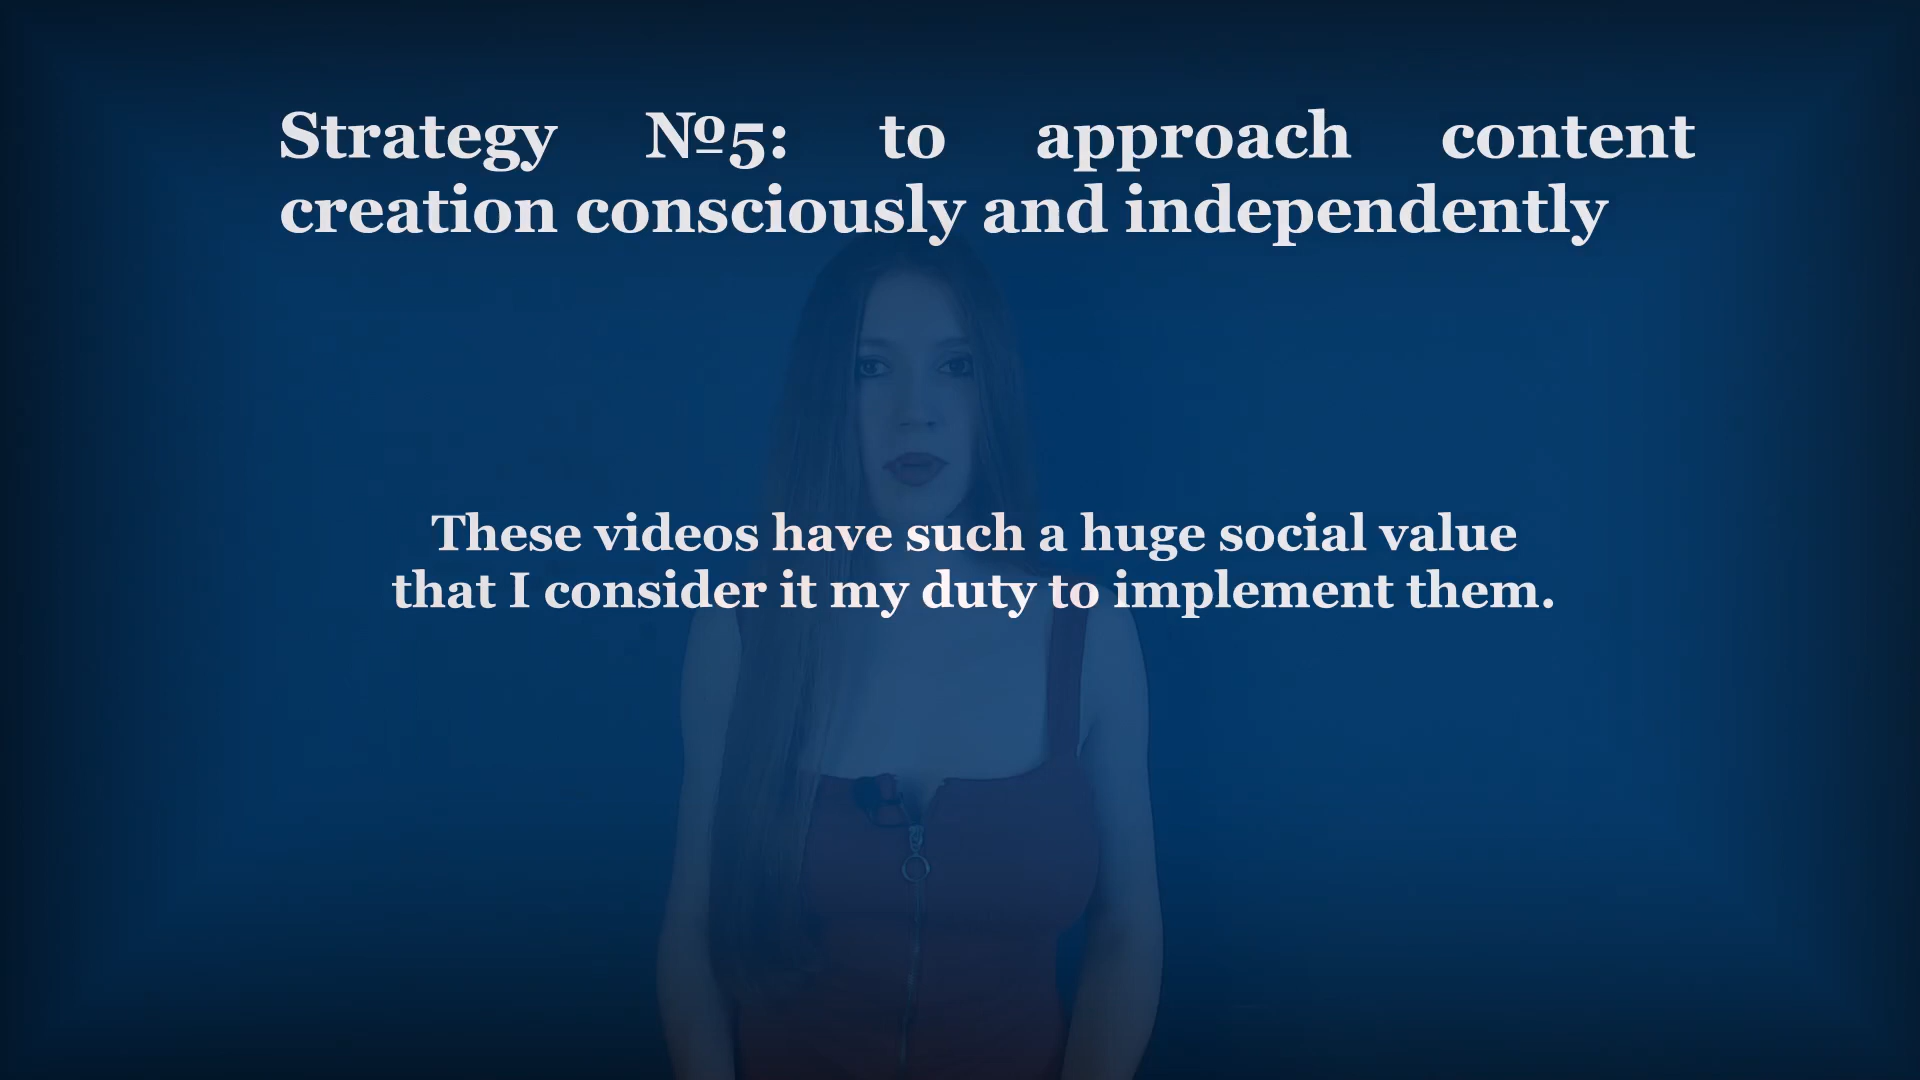 Strategy №5: to approach content
creation consciously and independently
These videos have such a huge social value
that I consider it my duty to implement them.